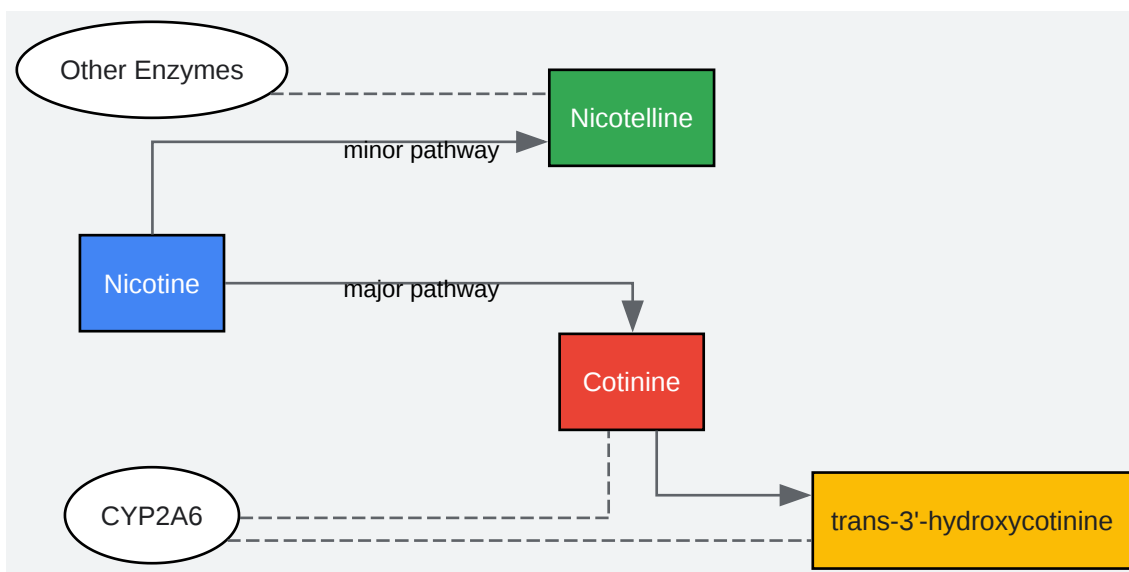 Other Enzymes
Nicotelline
minor pathway
Nicotine
major pathway
Cotinine
CYP2A6
trans-3'-hydroxycotinine